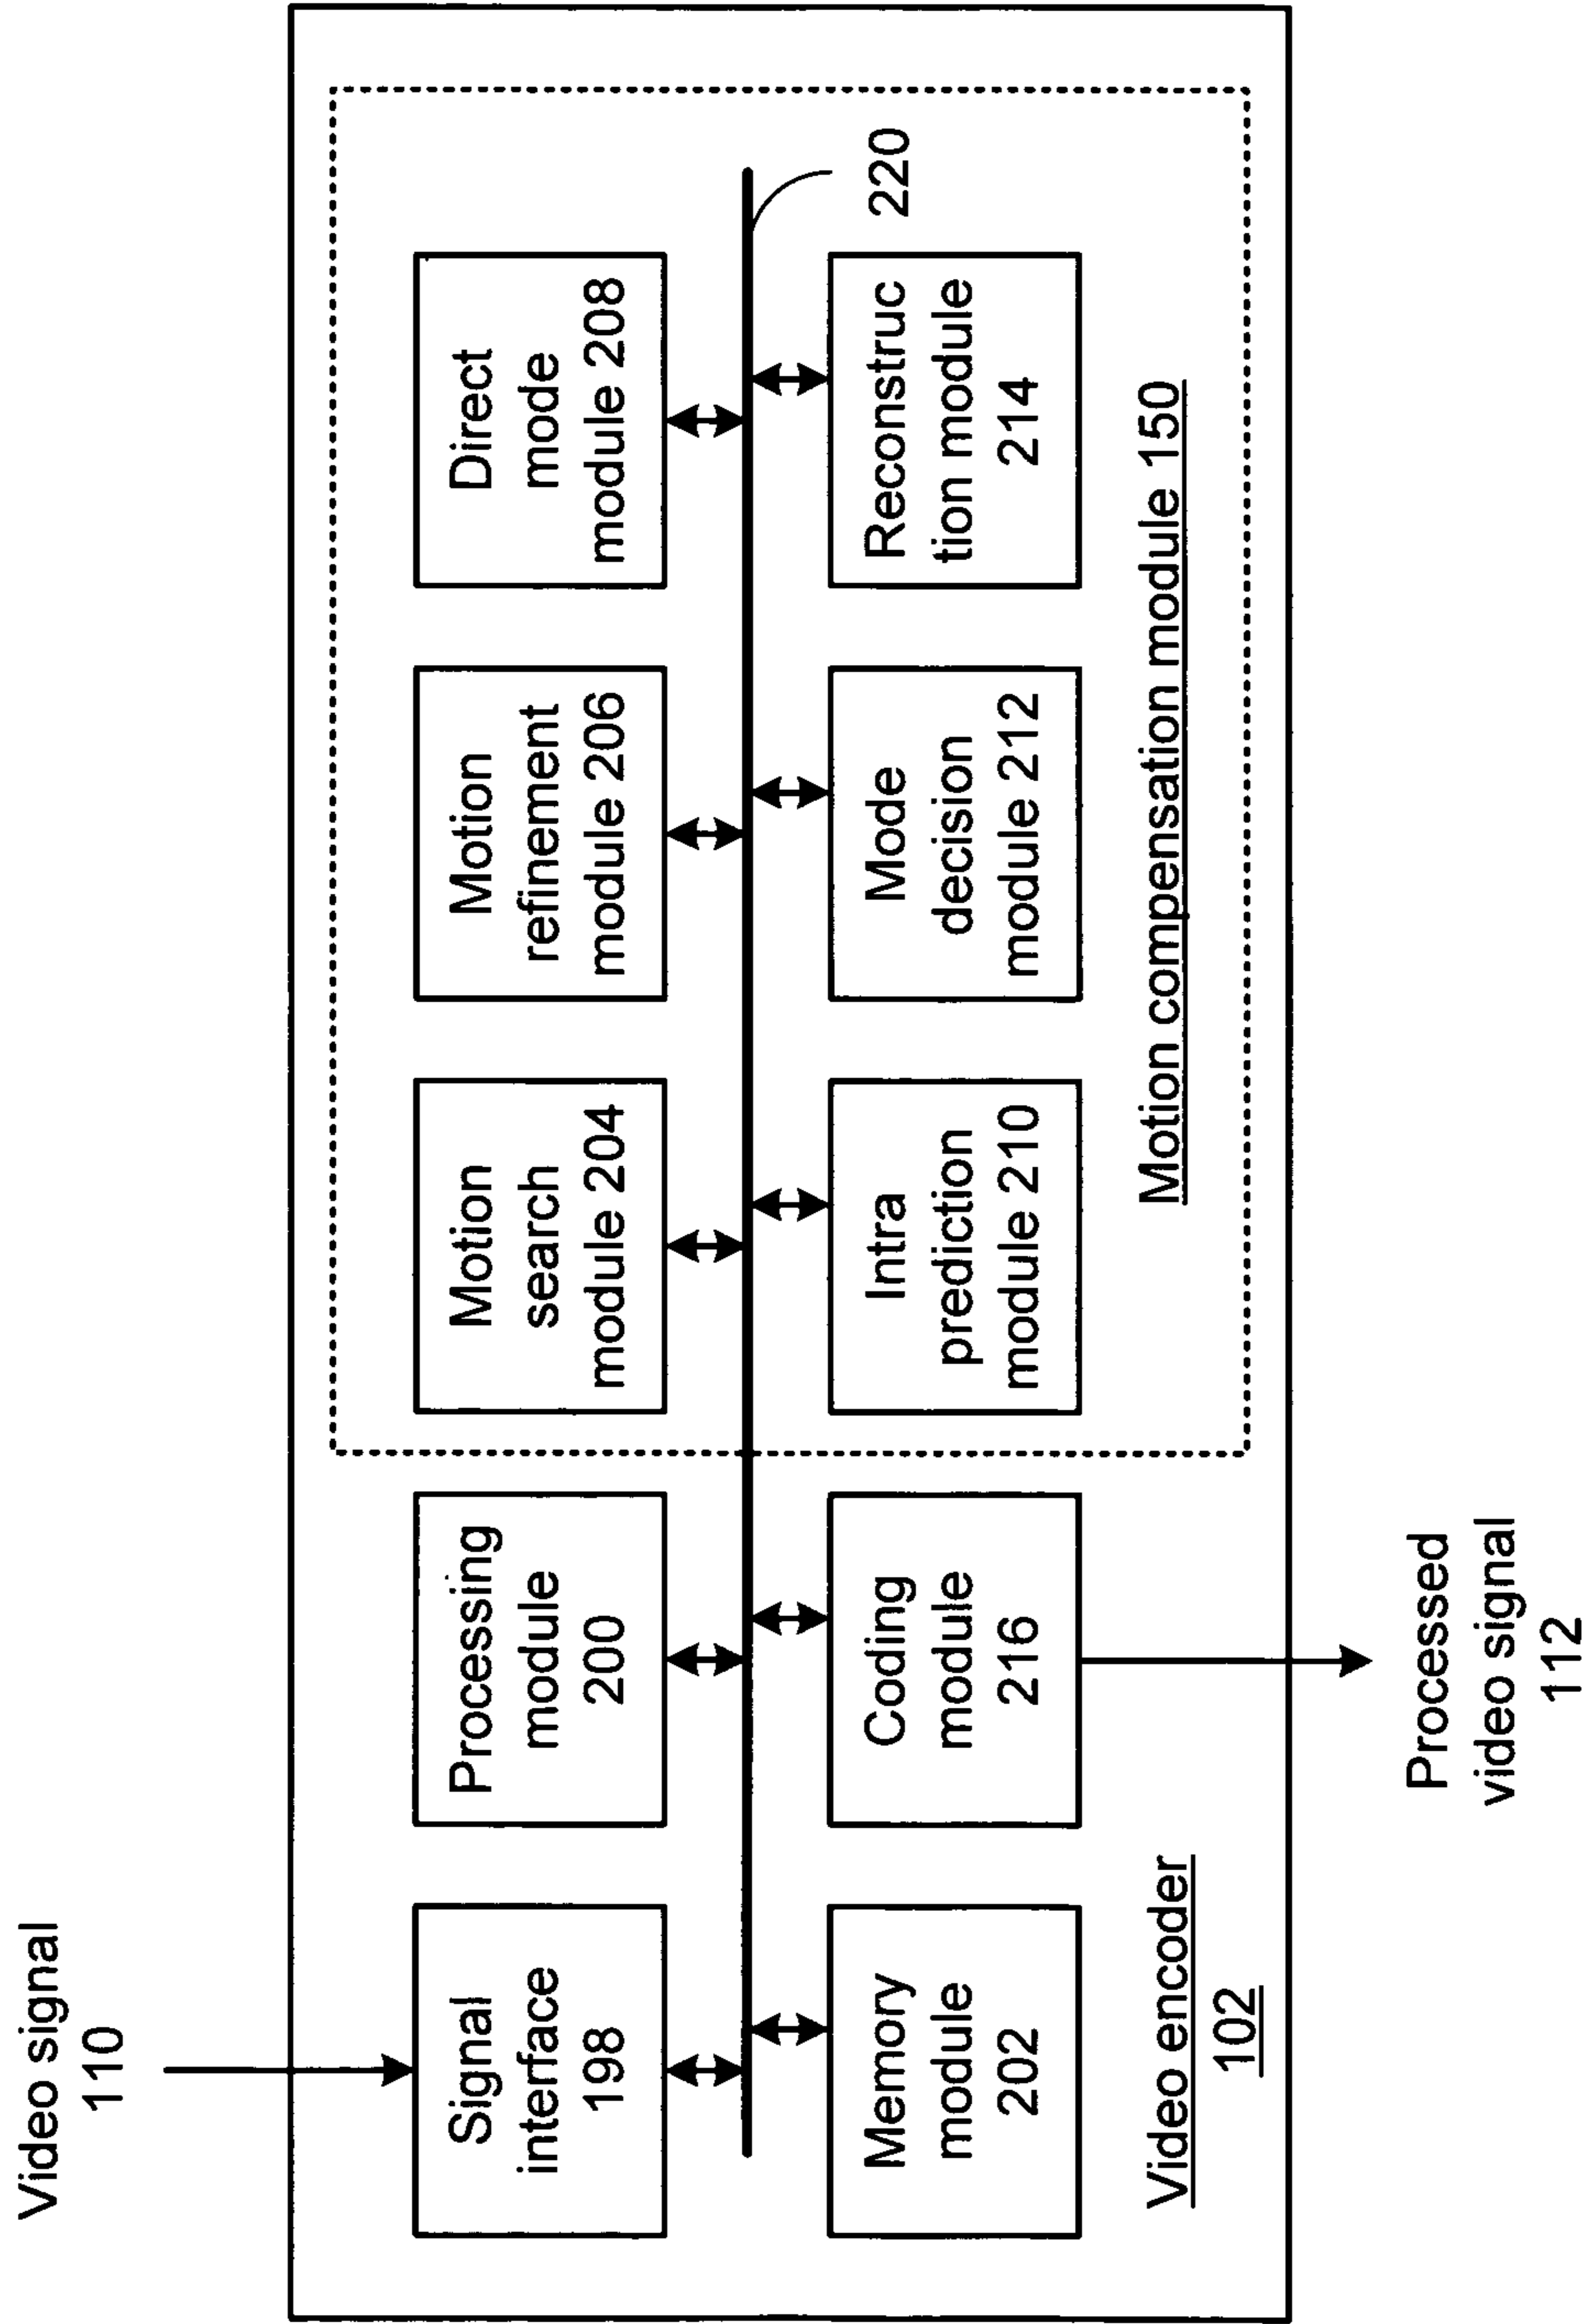 Video signal
110
Signal
interface
198
Processing
module
200
Motion
search
module 204
Motion
refinement
module 206
Direct
mode
module 208
220
Memory
module
202
Coding
module
216
Intra
prediction
module 210
Mode
decision
module 212
Reconstruc
tion module
214
Motion compensation module 150
Video encoder
102
Processed
video signal
112